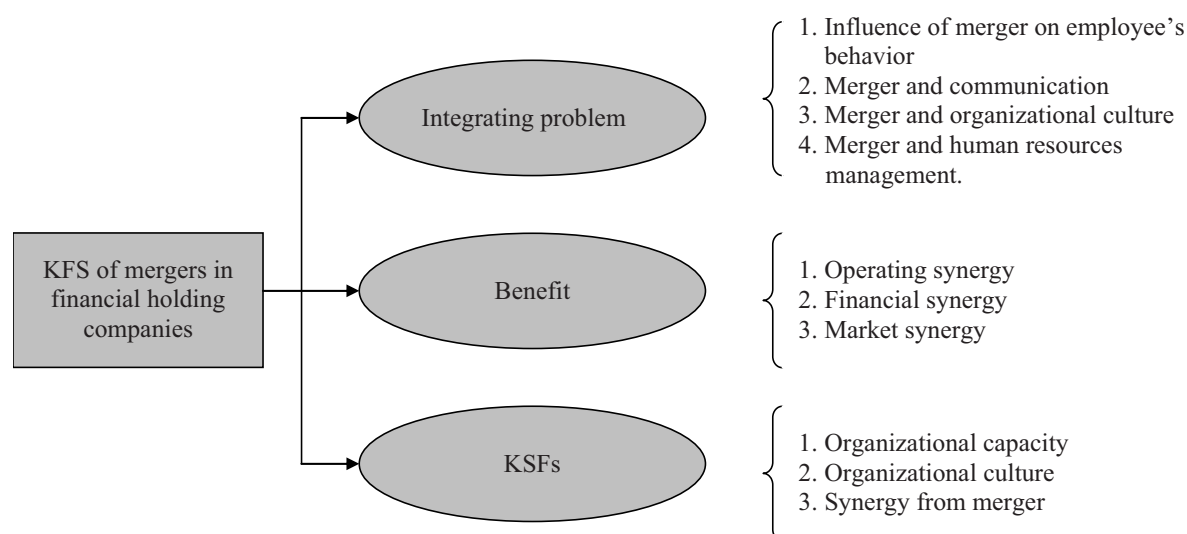 KFS of mergers in
financial holding
companies
Integrating problem
1. Influence of merger on employee’s
behavior
2. Merger and communication
3. Merger and organizational culture
4. Merger and human resources
management.
Benefit
1. Operating synergy
2. Financial synergy
3. Market synergy
KSFs
1. Organizational capacity
2. Organizational culture
3. Synergy from merger